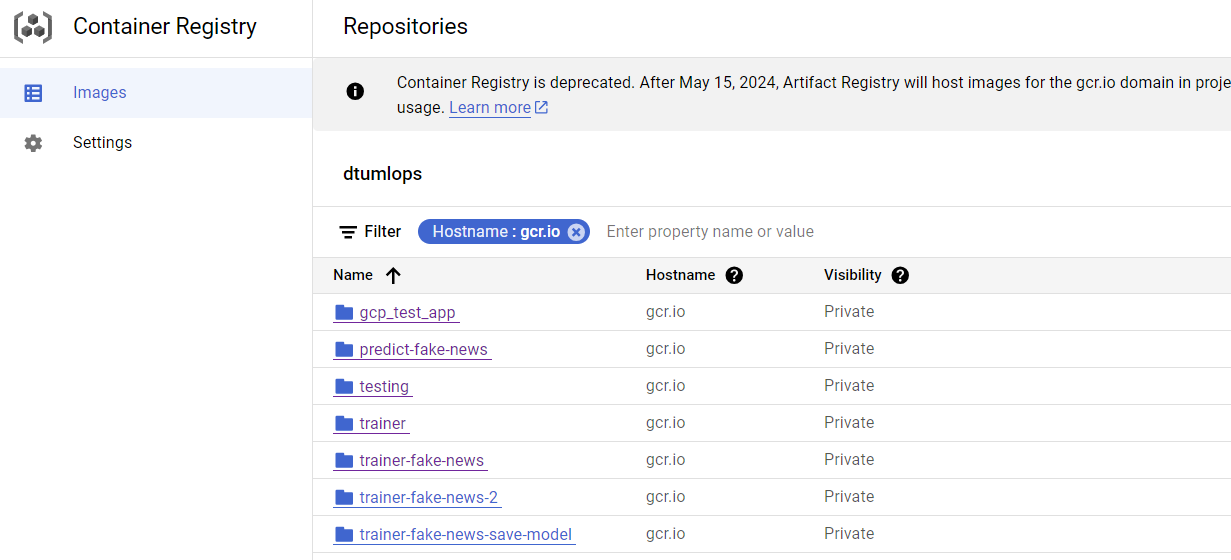 Container Registry
Repositories
Images
Settings
Container Registry is deprecated. After May 15, 2024, Artifact Registry will host images for the gcr.io domain in proje
usage. Learn more
dtumlops
Filter Hostname : gcr.io Enter property name or value
Name Hostname Visibility
gcp_test_app gcr.io Private
predict-fake-news gcr.io Private
testing gcr.io Private
trainer gcr.io Private
trainer-fake-news gcr.io Private
trainer-fake-news-2 gcr.io Private
trainer-fake-news-save-model gcr.io Private